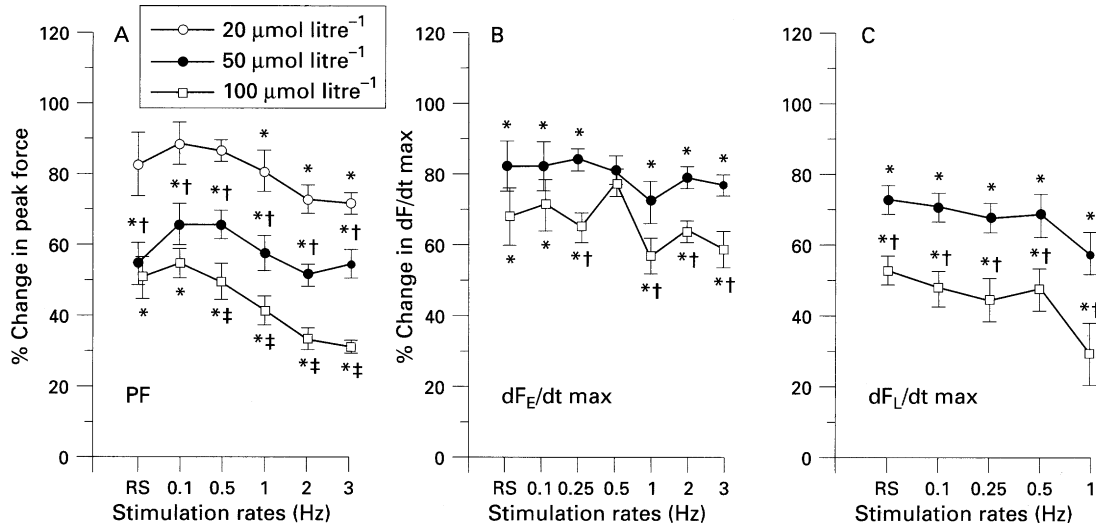 A
20 μmol litre⁻¹
50 μmol litre⁻¹
100 μmol litre⁻¹
% Change in peak force
120
100
80
60
40
20
0
* * *
*† *† *† *† *† *†
* * *‡ *‡ *‡ *‡
PF
RS 0.1 0.5 1 2 3
Stimulation rates (Hz)
B
% Change in dF/dt max
120
100
80
60
40
20
0
* * * * * *
* * *† *† *† *†
dF_E/dt max
RS 0.1 0.25 0.5 1 2 3
Stimulation rates (Hz)
C
120
100
80
60
40
20
0
* * * * *
*† *† *† *† *†
dF_L/dt max
RS 0.1 0.25 0.5 1
Stimulation rates (Hz)